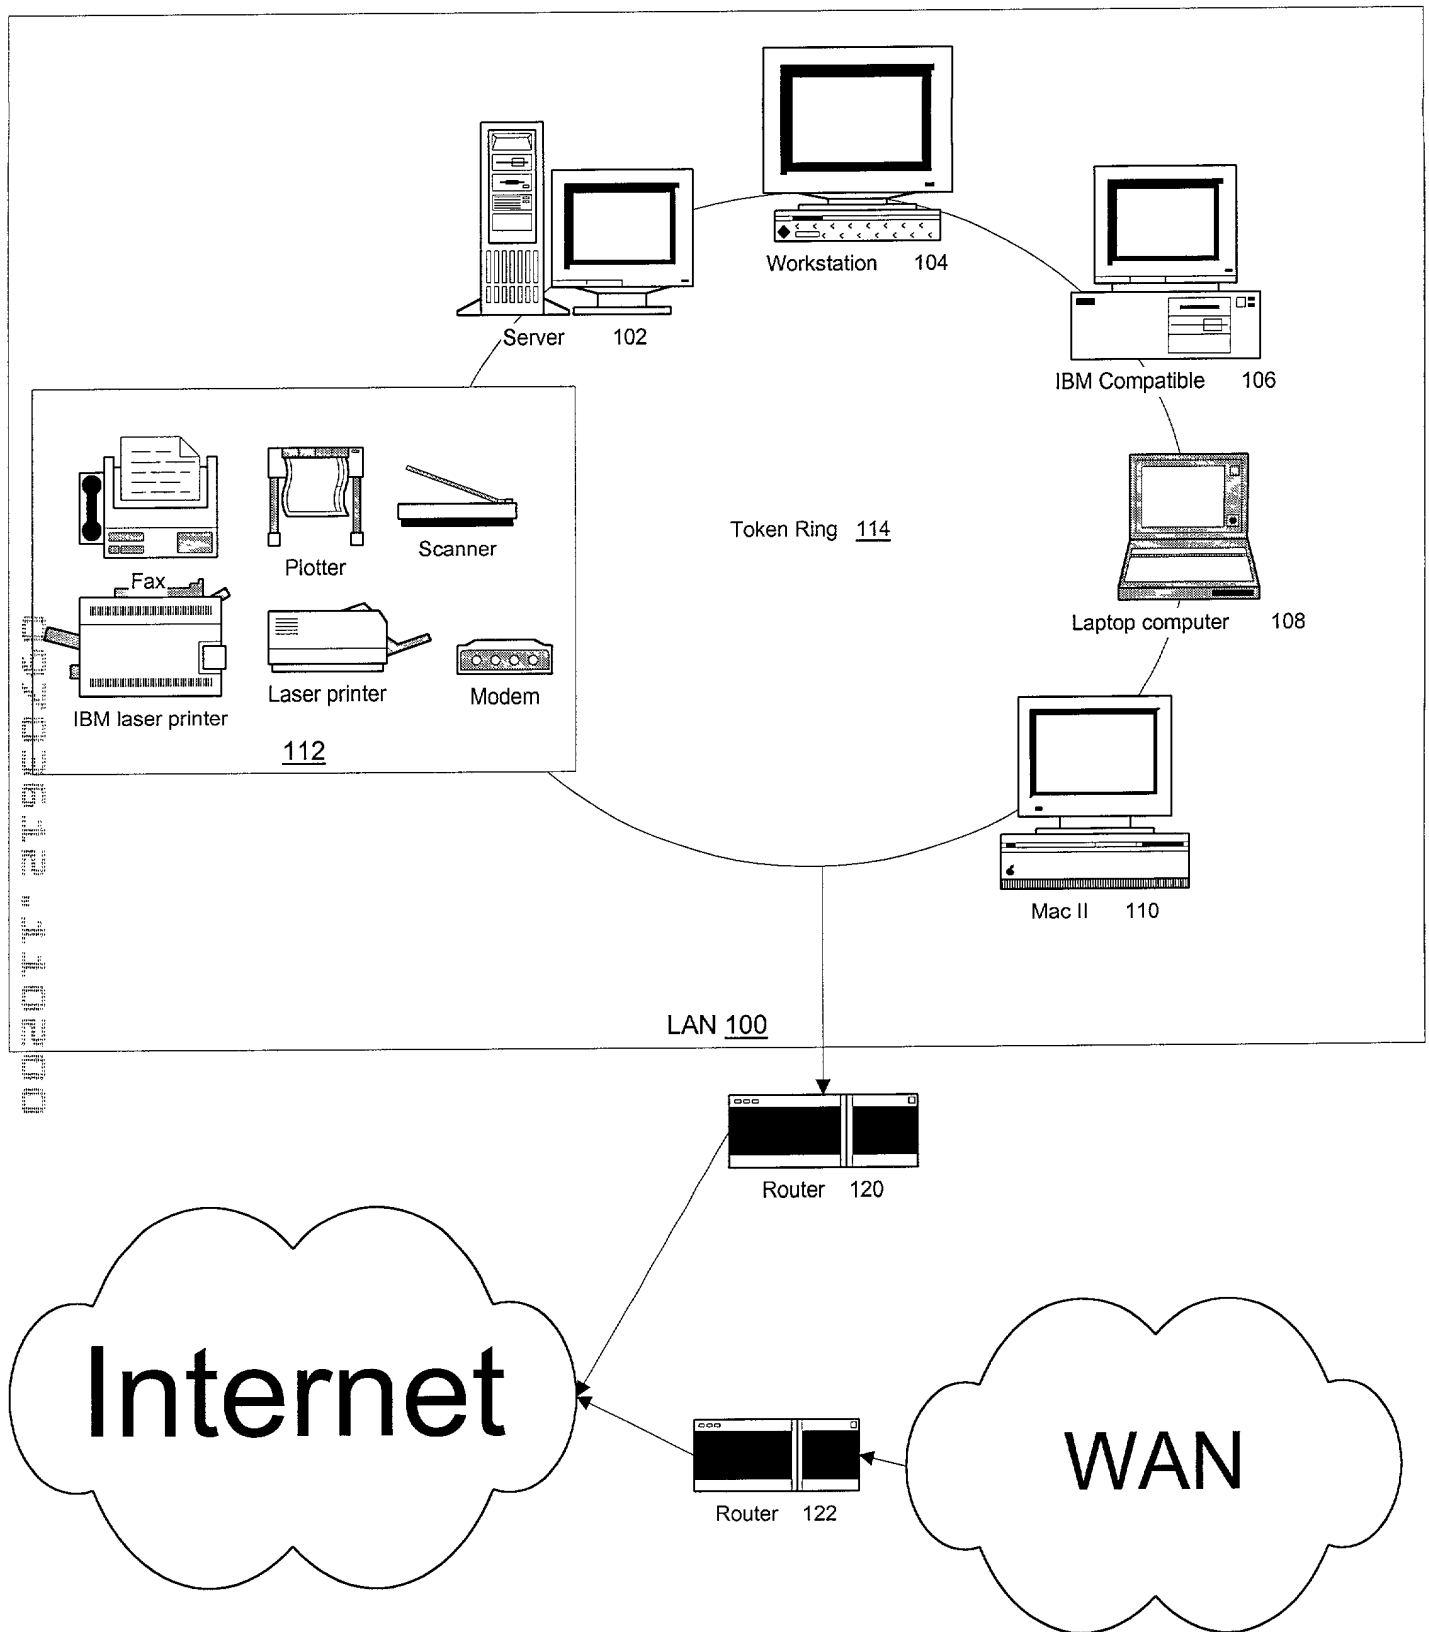 Workstation 104
Server 102
IBM Compatible 106
Fax
Plotter
Scanner
Token Ring 114
Laptop computer 108
IBM laser printer
Laser printer
Modem
112
Mac II 110
LAN 100
Router 120
Internet
WAN
Router 122